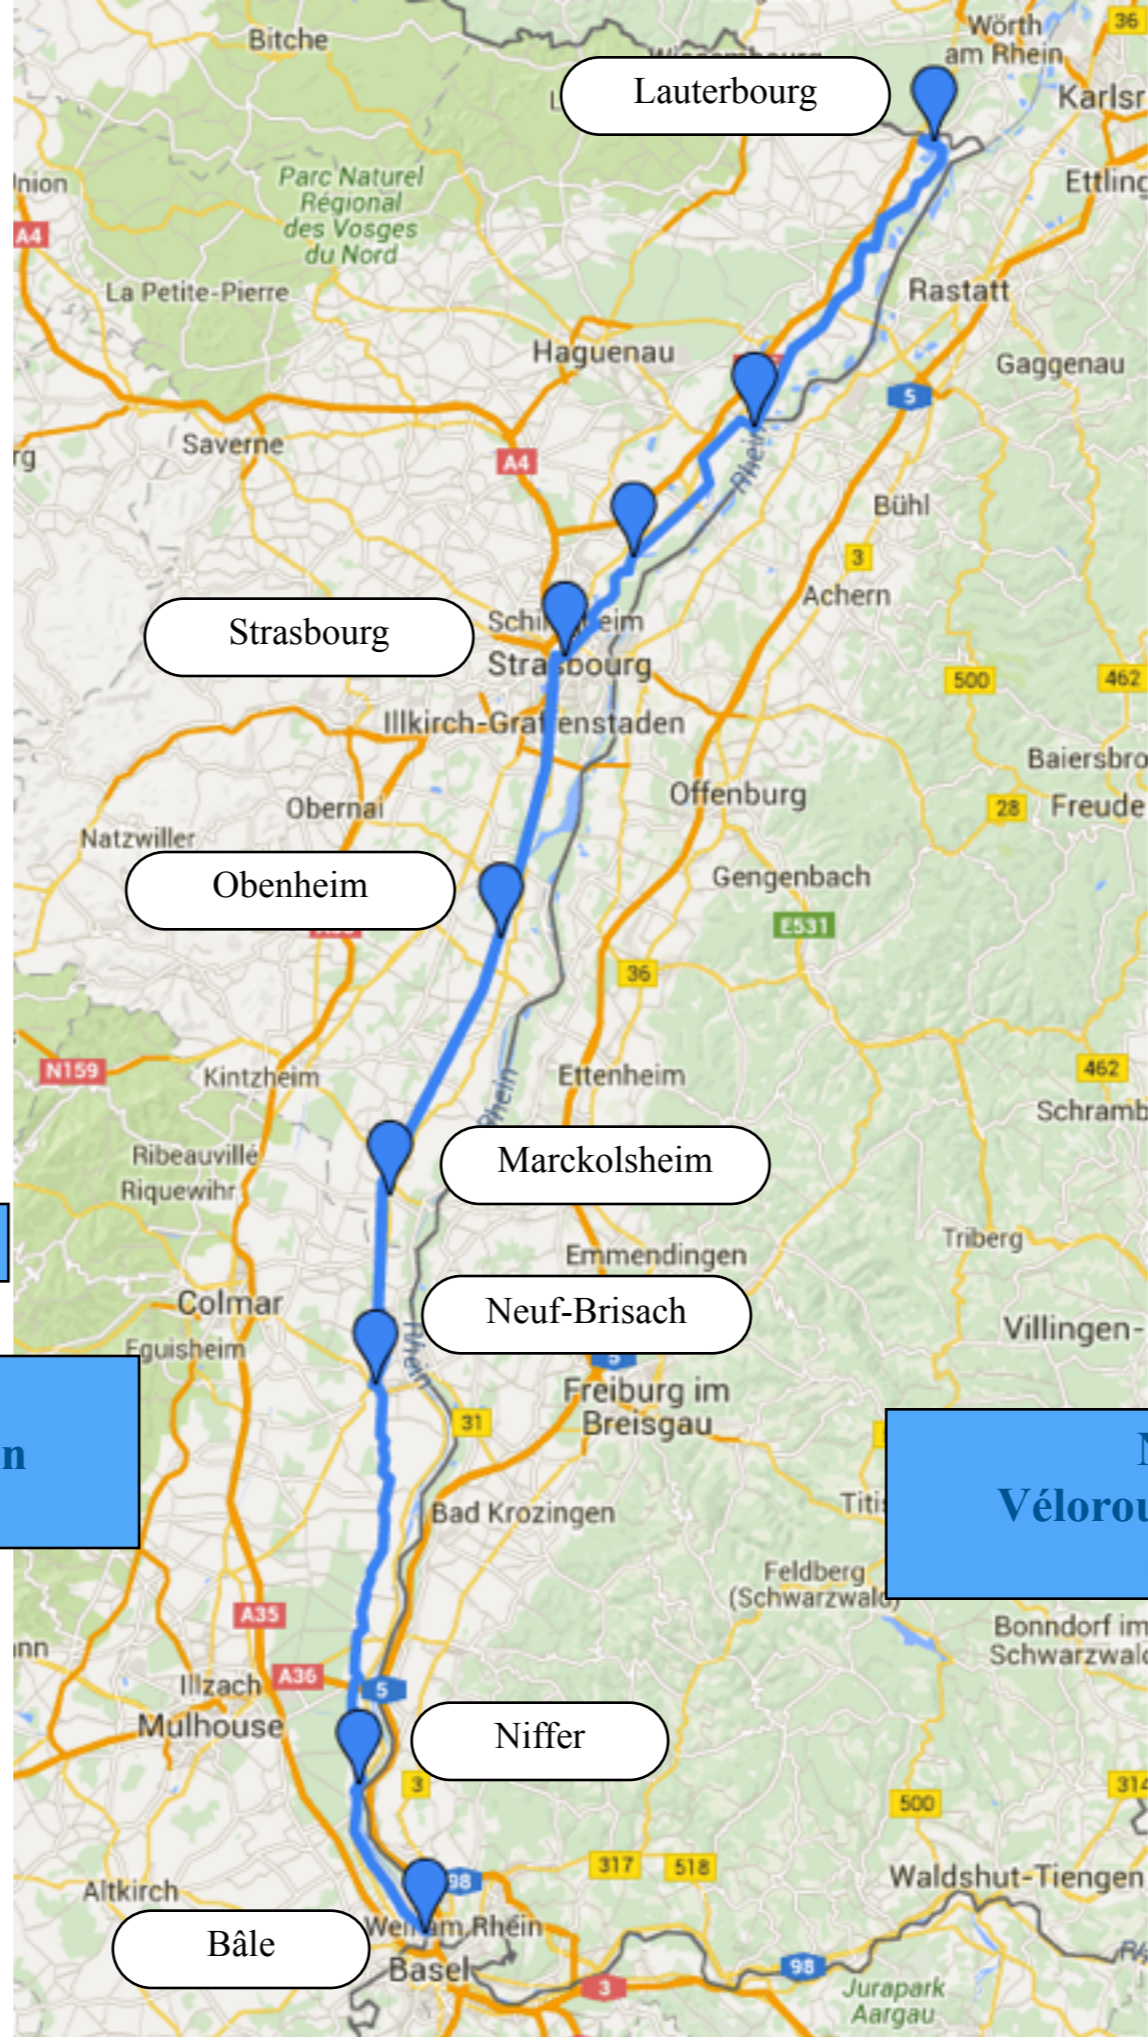 Bitche
Wörth
am Rhein
36
Wissembourg
Lauterbourg
Karlsr
Parc Naturel
Régional
des Vosges
du Nord
Ettling
A4
La Petite-Pierre
Rastatt
Haguenau
Gaggenau
5
Saverne
A4
Rhein
Bühl
3
Achern
Strasbourg
Strasbourg
500
462
Illkirch-Graffenstaden
Baiersbro
Offenburg
28
Freude
Obernai
Natzwiller
Obenheim
Gengenbach
E531
36
N159
Kintzheim
Ettenheim
462
Rhein
Schramb
Ribeauvillé
Riquewihr
Marckolsheim
Triberg
Emmendingen
Colmar
Neuf-Brisach
Villingen-
Eguisheim
Rhein
5
Freiburg im
Breisgau
31
n
N
Vélorou
Titi
Bad Krozingen
Feldberg
(Schwarzwald)
A35
Bonndorf im
Schwarzwald
Illzach
A36
5
Mulhouse
Niffer
3
314
500
317
518
98
Altkirch
Waldshut-Tiengen
Weil am Rhein
Bâle
Basel
98
3
Jurapark
Aargau